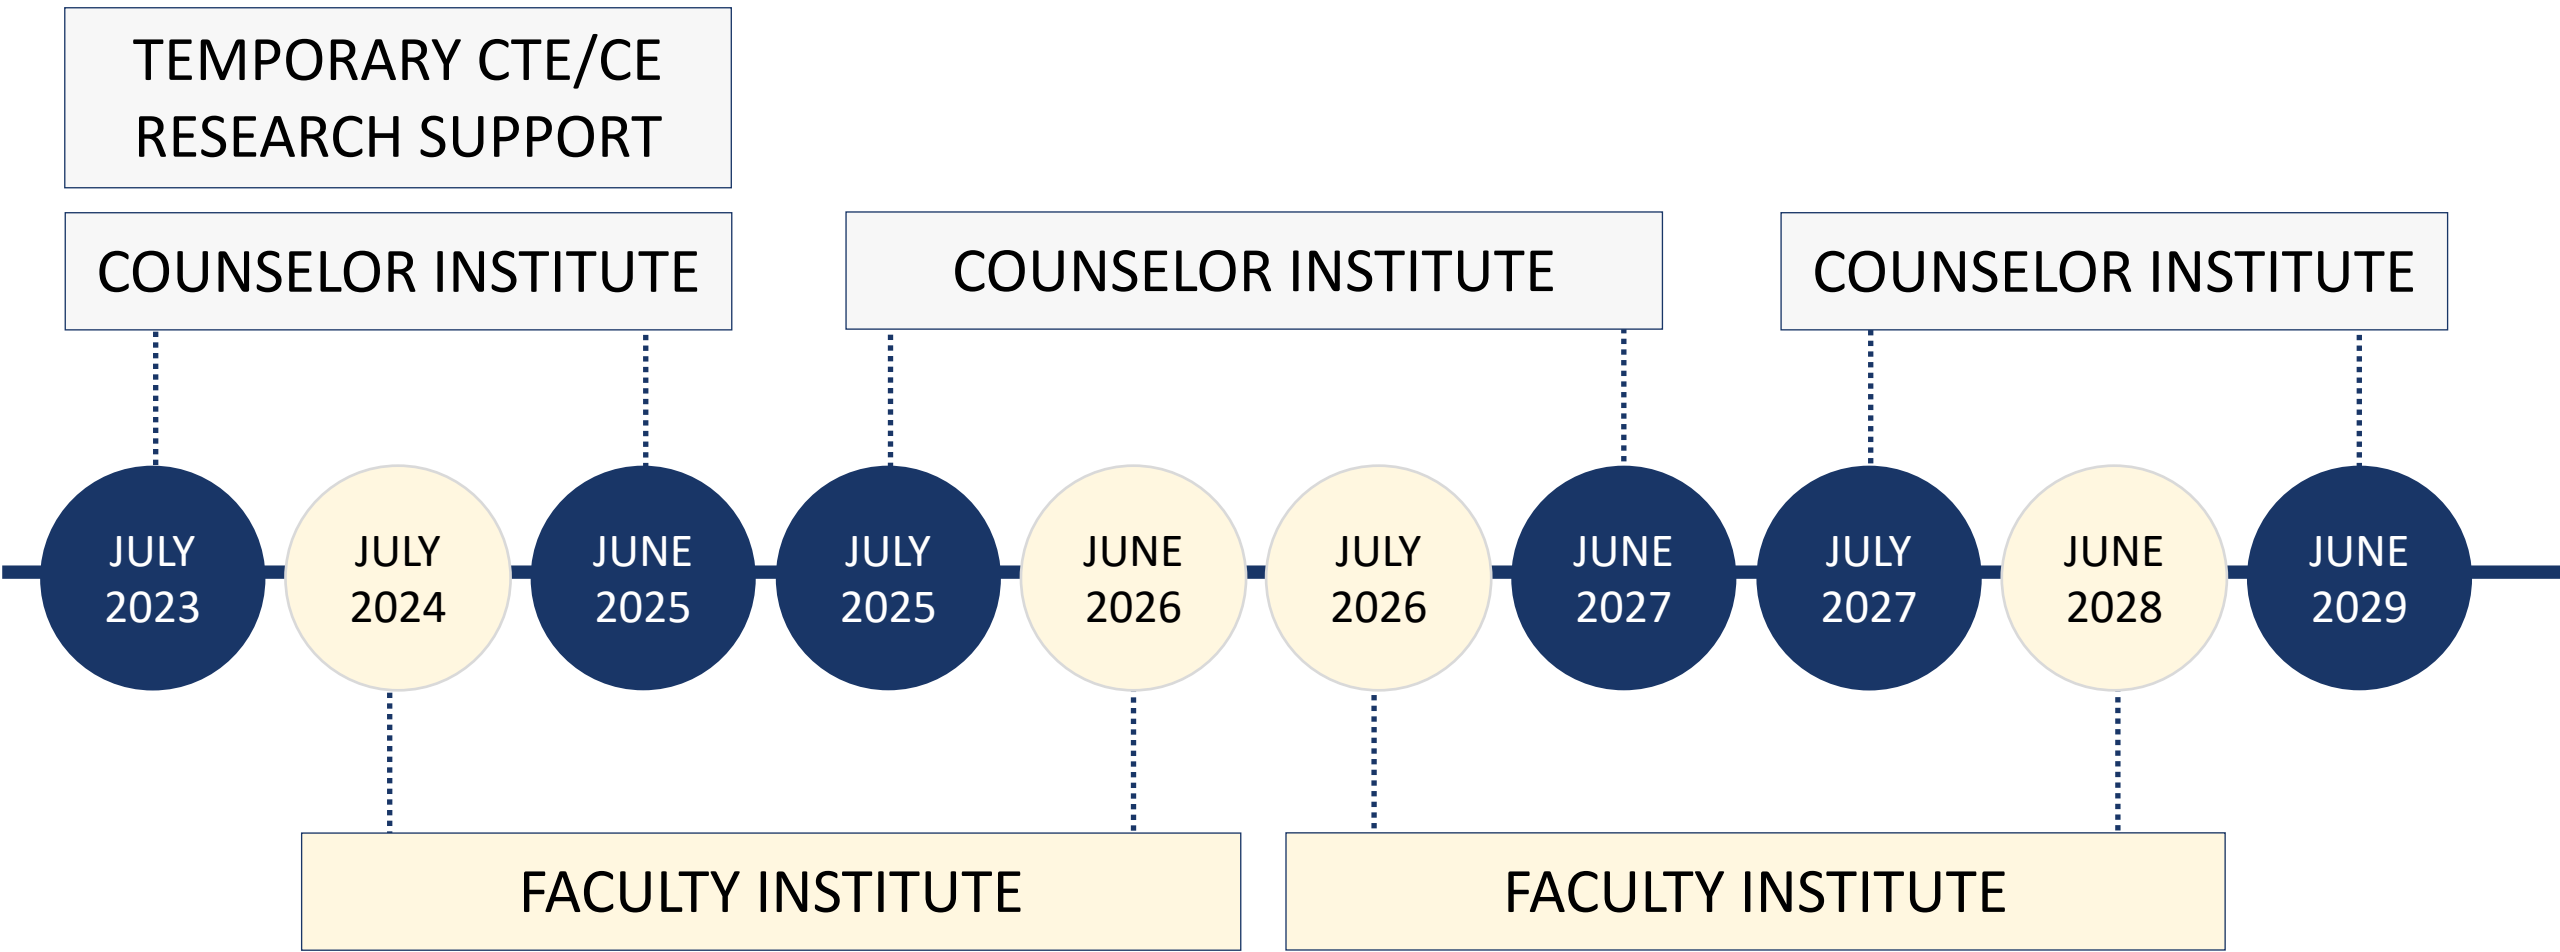 TEMPORARY CTE/CE
RESEARCH SUPPORT
COUNSELOR INSTITUTE
COUNSELOR INSTITUTE
COUNSELOR INSTITUTE
JULY
2023
JULY
2024
JUNE
2025
JULY
2025
JUNE
2026
JULY
2026
JUNE
2027
JULY
2027
JUNE
2028
JUNE
2029
FACULTY INSTITUTE
FACULTY INSTITUTE